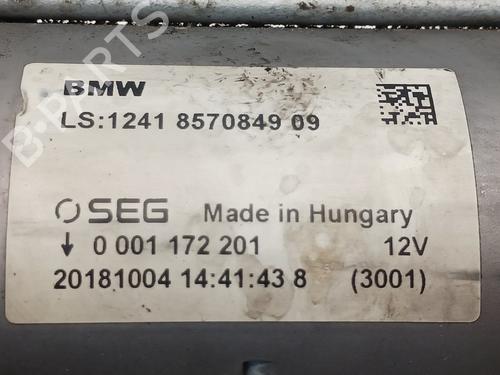 BMW
LS:1241 8570849 09
SEG Made in Hungary
↓ 0 001 172 201 12V
20181004 14:41:43 8 (3001)
B-PARTS